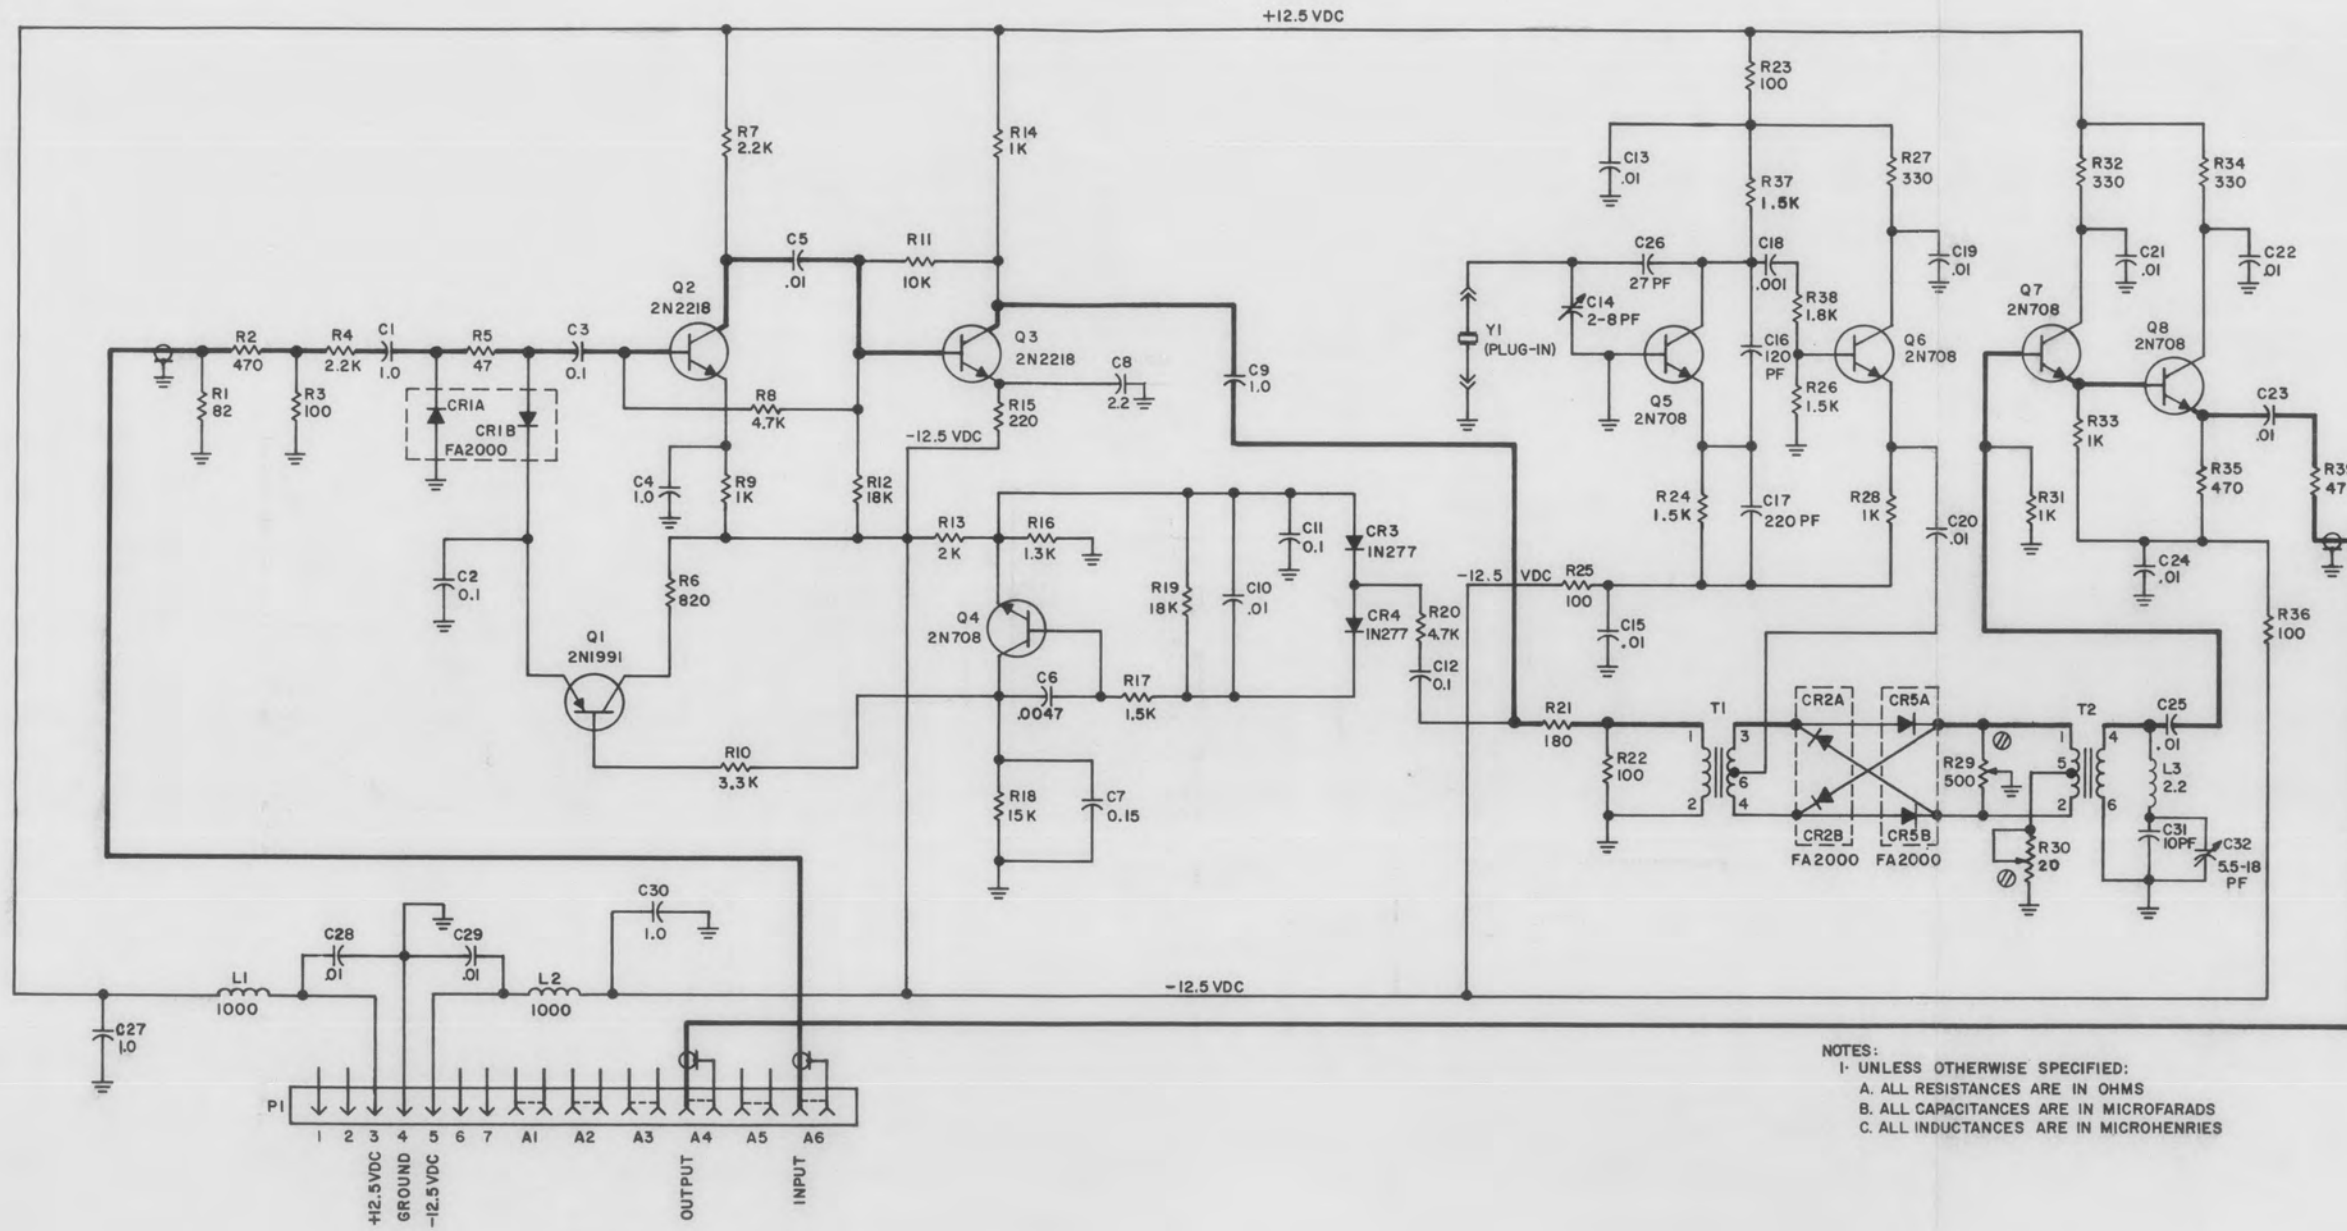 +12.5 VDC
R23
100
R7
2.2K
R14
1K
C13
.01
R37
1.5K
R27
330
R32
330
R34
330
C5
.01
R11
10K
C26
27 PF
C18
.001
C19
.01
C21
.01
C22
.01
Q2
2N2218
Q3
2N2218
C14
2-8PF
Y1
(PLUG-IN)
R38
1.8K
Q6
2N708
Q7
2N708
Q8
2N708
R2
470
R4
2.2K
C1
1.0
R5
47
C3
0.1
C8
2.2
C9
1.0
C16
120
PF
R1
82
R3
100
CR1A
CR1B
FA2000
R8
4.7K
R15
220
-12.5 VDC
Q5
2N708
R26
1.5K
R33
1K
C23
.01
C4
1.0
R9
1K
R12
18K
R24
1.5K
C17
220 PF
R28
1K
C20
.01
R31
1K
R35
470
R39
47
R13
2K
R16
1.3K
C11
0.1
CR3
1N277
C2
0.1
R6
820
R19
18K
C10
.01
-12.5 VDC
R25
100
C24
.01
Q4
2N708
CR4
1N277
R20
4.7K
C15
.01
R36
100
Q1
2N1991
C6
.0047
R17
1.5K
C12
0.1
R21
180
T1
CR2A
CR5A
T2
C25
.01
R10
3.3K
R22
100
1
2
3
6
4
R29
500
1
5
2
4
6
L3
2.2
R18
15K
C7
0.15
CR2B
FA2000
CR5B
FA2000
R30
20
C31
10PF
C32
5.5-18
PF
C30
1.0
C28
.01
C29
.01
L1
1000
L2
1000
-12.5 VDC
C27
1.0
P1
1 2 3 4 5 6 7 A1 A2 A3 A4 A5 A6
+12.5VDC
GROUND
-12.5VDC
OUTPUT
INPUT
NOTES:
1. UNLESS OTHERWISE SPECIFIED:
A. ALL RESISTANCES ARE IN OHMS
B. ALL CAPACITANCES ARE IN MICROFARADS
C. ALL INDUCTANCES ARE IN MICROHENRIES